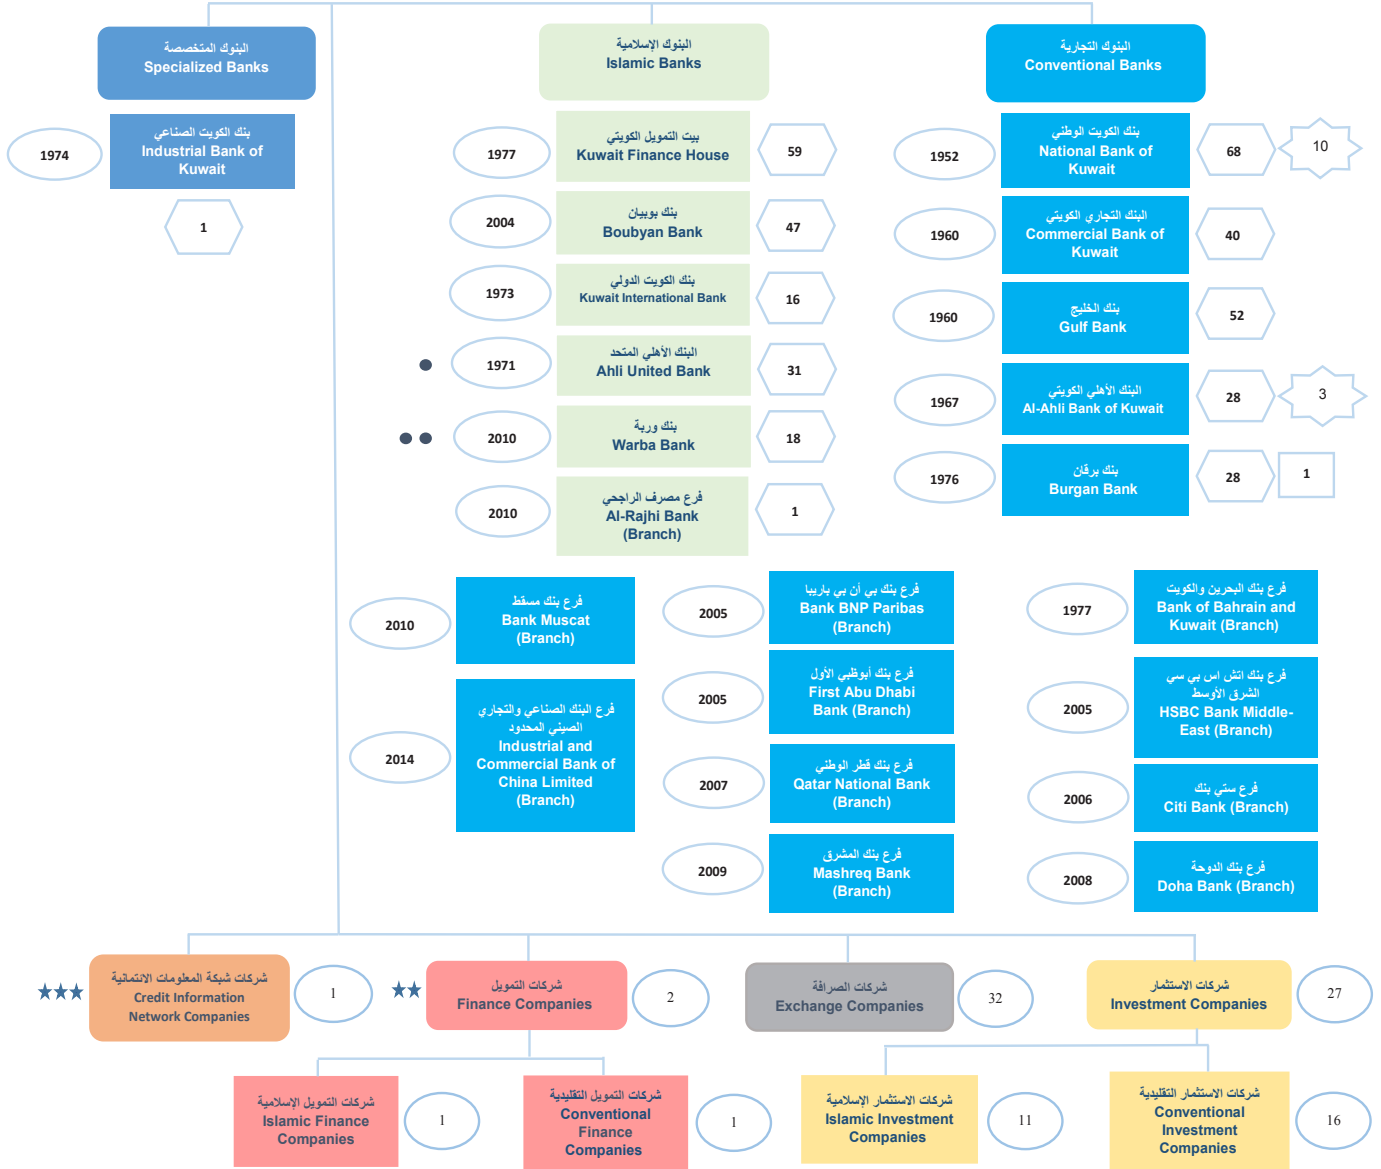 البنوك المتخصصة
Specialized Banks
البنوك الإسلامية
Islamic Banks
البنوك التجارية
Conventional Banks
1974
بنك الكويت الصناعي
Industrial Bank of
Kuwait
1
1977
بيت التمويل الكويتي
Kuwait Finance House
59
2004
بنك بوبيان
Boubyan Bank
47
1973
بنك الكويت الدولي
Kuwait International Bank
16
1971
البنك الأهلي المتحد
Ahli United Bank
31
2010
بنك وربة
Warba Bank
18
2010
فرع مصرف الراجحي
Al-Rajhi Bank
(Branch)
1
1952
بنك الكويت الوطني
National Bank of
Kuwait
68
10
1960
البنك التجاري الكويتي
Commercial Bank of
Kuwait
40
1960
بنك الخليج
Gulf Bank
52
1967
البنك الأهلي الكويتي
Al-Ahli Bank of Kuwait
28
3
1976
بنك برقان
Burgan Bank
28
1
2010
فرع بنك مسقط
Bank Muscat
(Branch)
2014
فرع البنك الصناعي والتجاري
الصيني المحدود
Industrial and
Commercial Bank of
China Limited
(Branch)
2005
فرع بنك بي أن بي باريبا
Bank BNP Paribas
(Branch)
2005
فرع بنك أبوظبي الأول
First Abu Dhabi
Bank (Branch)
2007
فرع بنك قطر الوطني
Qatar National Bank
(Branch)
2009
فرع بنك المشرق
Mashreq Bank
(Branch)
1977
فرع بنك البحرين والكويت
Bank of Bahrain and
Kuwait (Branch)
2005
فرع بنك اتش اس بي سي
الشرق الأوسط
HSBC Bank Middle-
East (Branch)
2006
فرع ستي بنك
Citi Bank (Branch)
2008
فرع بنك الدوحة
Doha Bank (Branch)
شركات شبكة المعلومات الائتمانية
Credit Information
Network Companies
1
شركات التمويل
Finance Companies
2
شركات الصرافة
Exchange Companies
32
شركات الاستثمار
Investment Companies
27
شركات التمويل الإسلامية
Islamic Finance
Companies
1
شركات التمويل التقليدية
Conventional
Finance
Companies
1
شركات الاستثمار الإسلامية
Islamic Investment
Companies
11
شركات الاستثمار التقليدية
Conventional
Investment
Companies
16